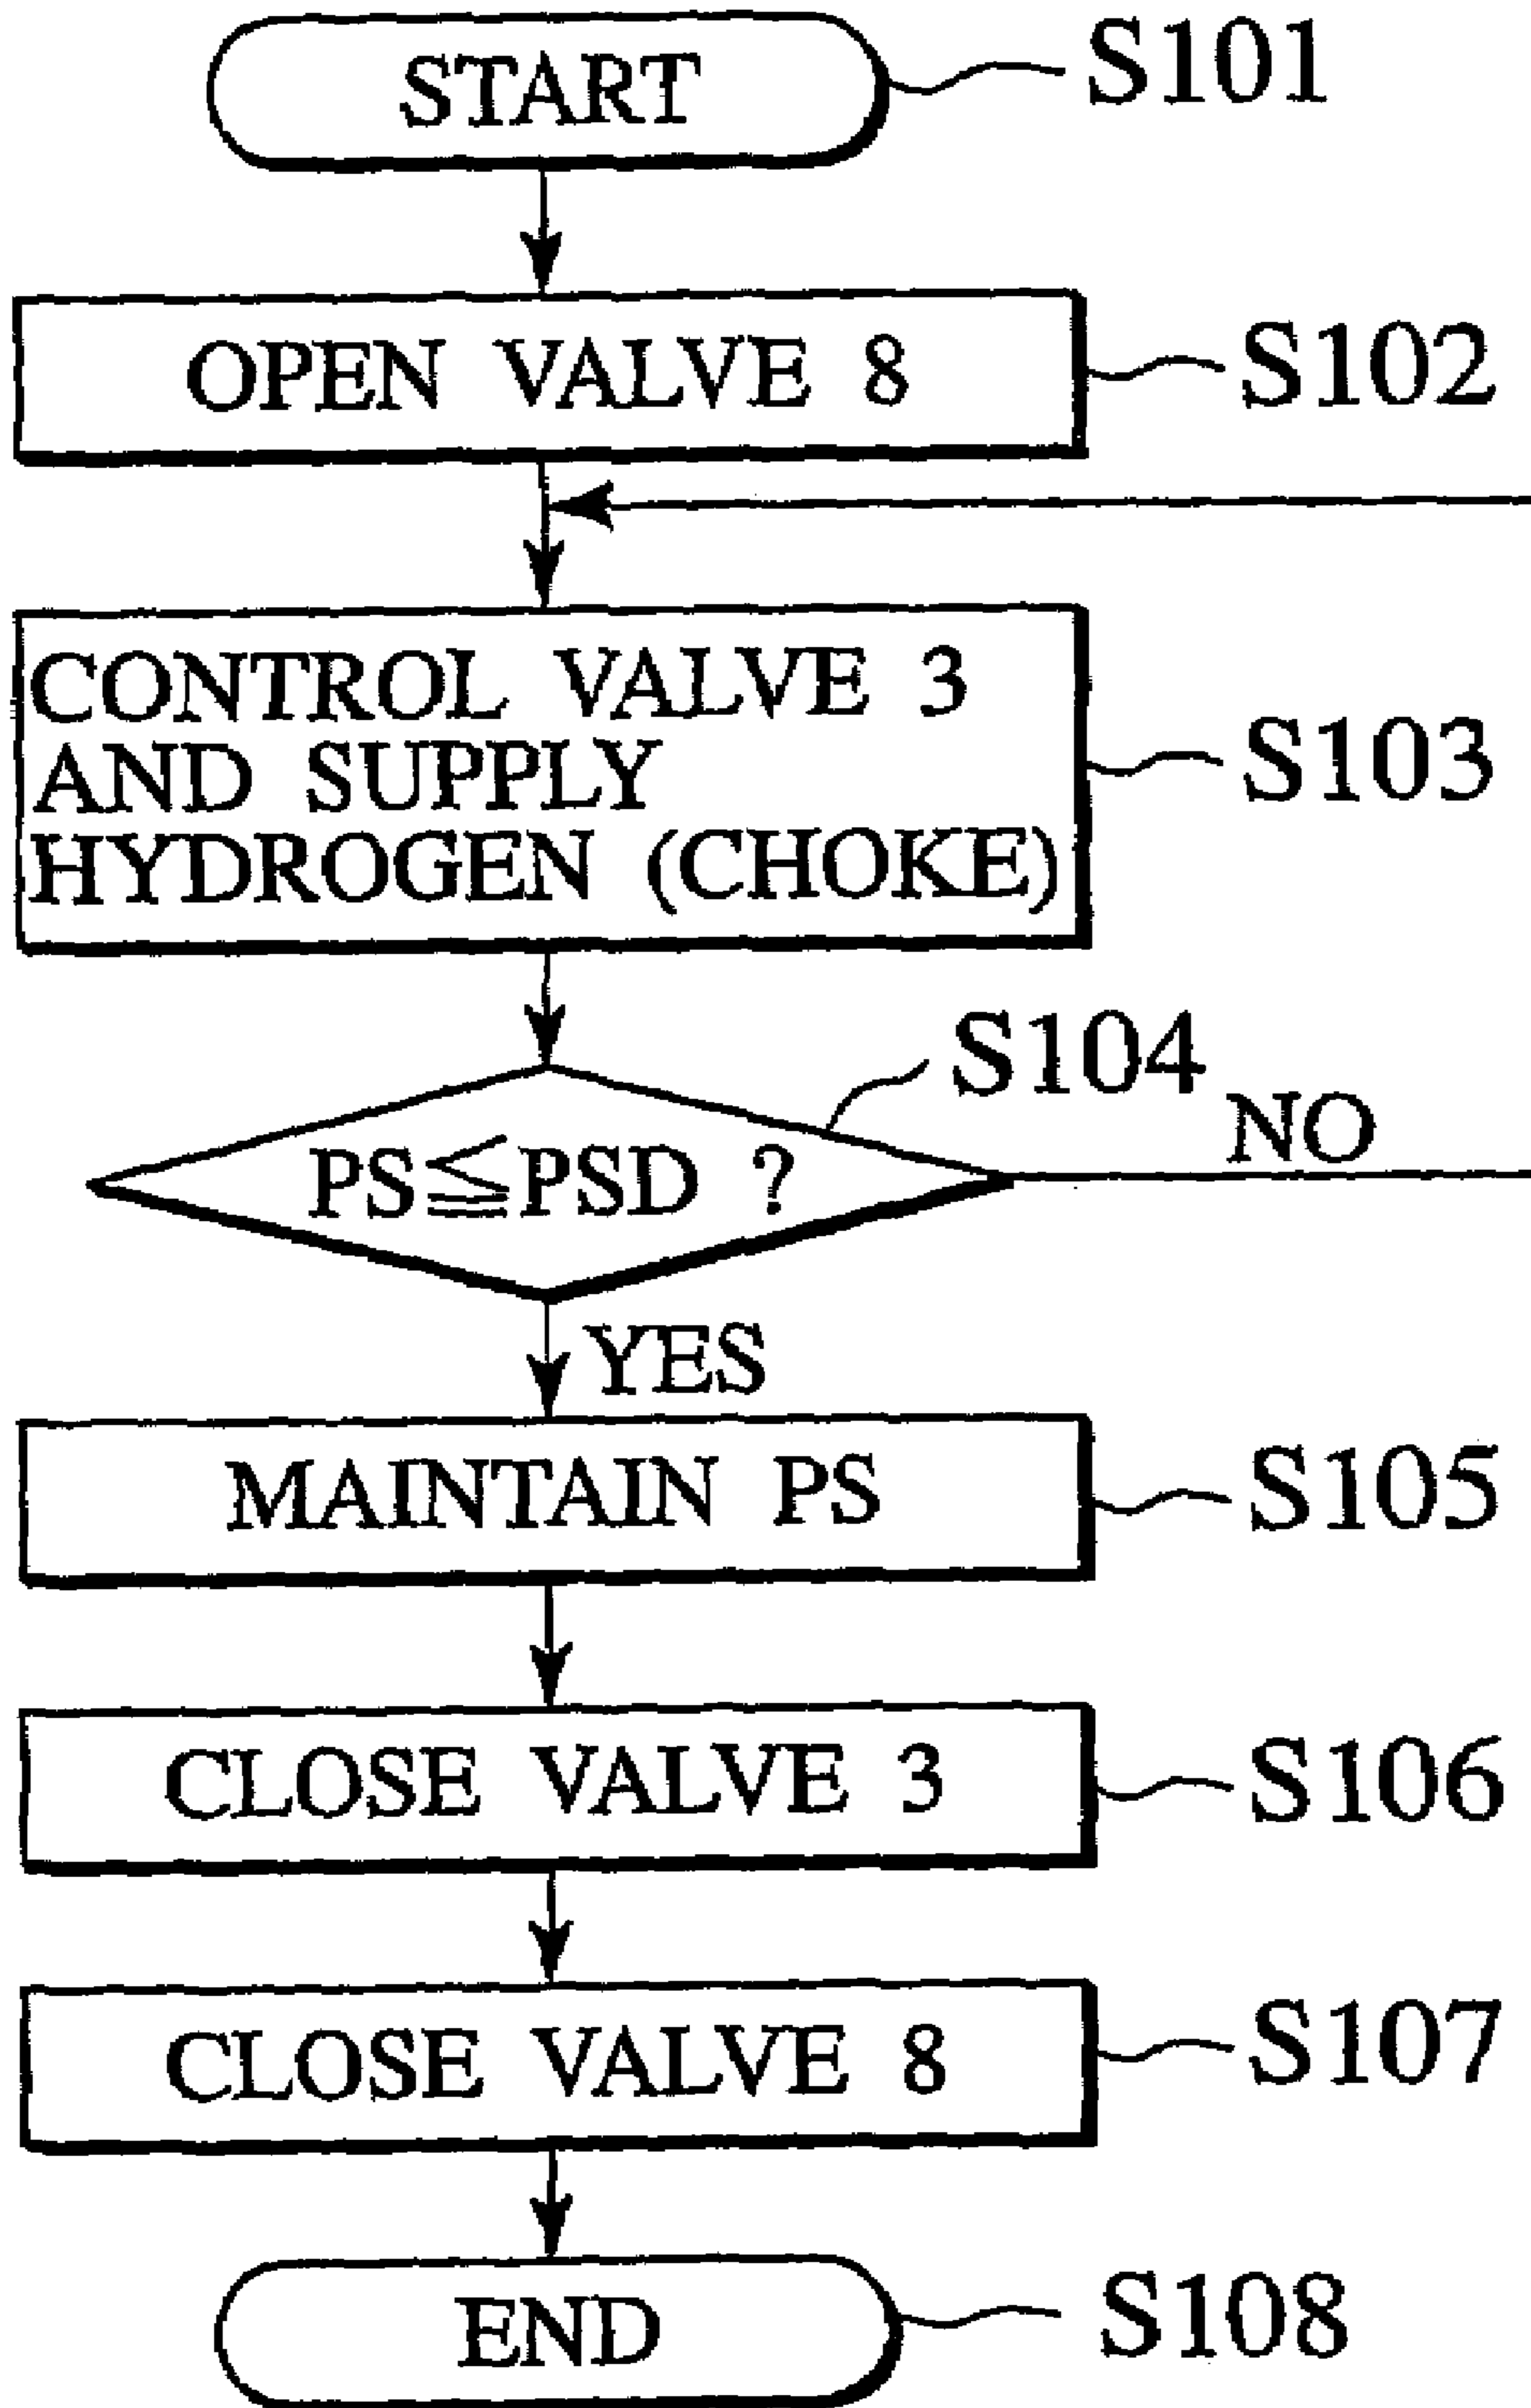 START
S101
OPEN VALVE 8
S102
CONTROL VALVE 3
AND SUPPLY
HYDROGEN (CHOKE)
S103
S104
PS≦PSD ?
NO
YES
MAINTAIN PS
S105
CLOSE VALVE 3
S106
CLOSE VALVE 8
S107
END
S108